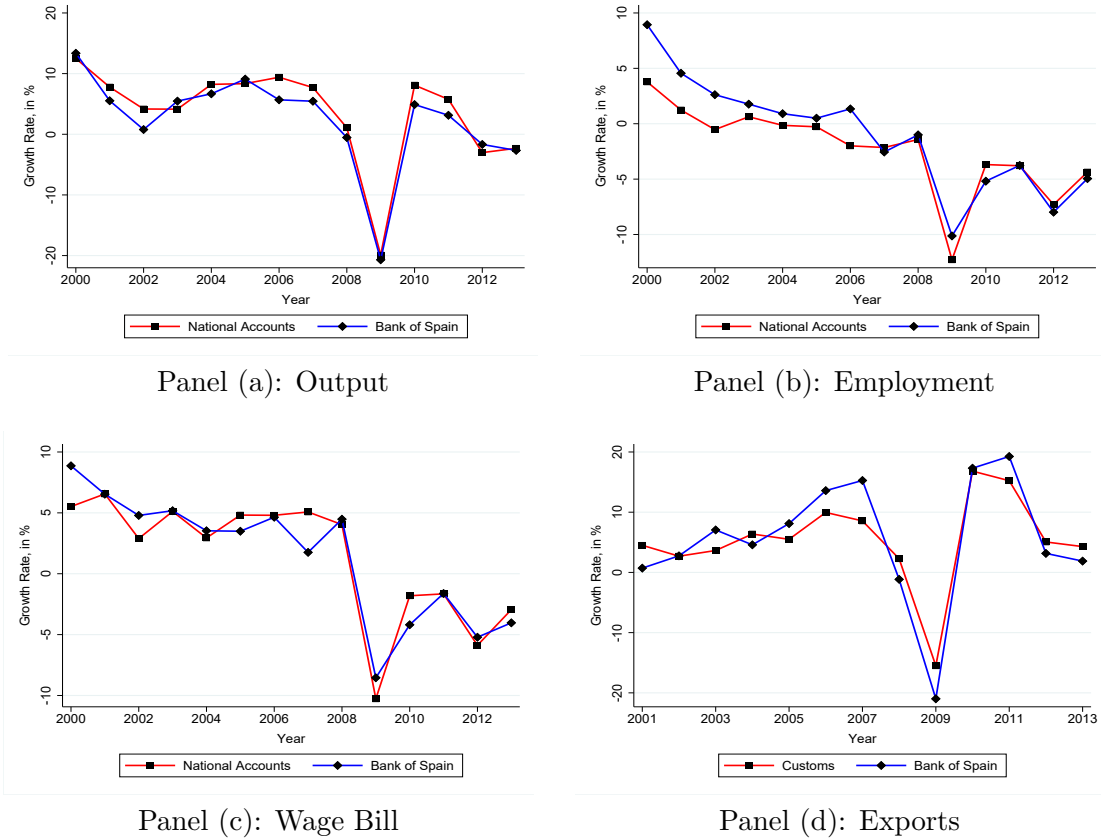 20
10
0
-10
-20
Growth Rate, in %
2000 2002 2004 2006 2008 2010 2012
Year
National Accounts Bank of Spain
Panel (a): Output
10
5
0
-5
-10
Growth Rate, in %
2000 2002 2004 2006 2008 2010 2012
Year
National Accounts Bank of Spain
Panel (b): Employment
10
5
0
-5
-10
Growth Rate, in %
2000 2002 2004 2006 2008 2010 2012
Year
National Accounts Bank of Spain
Panel (c): Wage Bill
20
10
0
-10
-20
Growth Rate, in %
2001 2003 2005 2007 2009 2011 2013
Year
Customs Bank of Spain
Panel (d): Exports